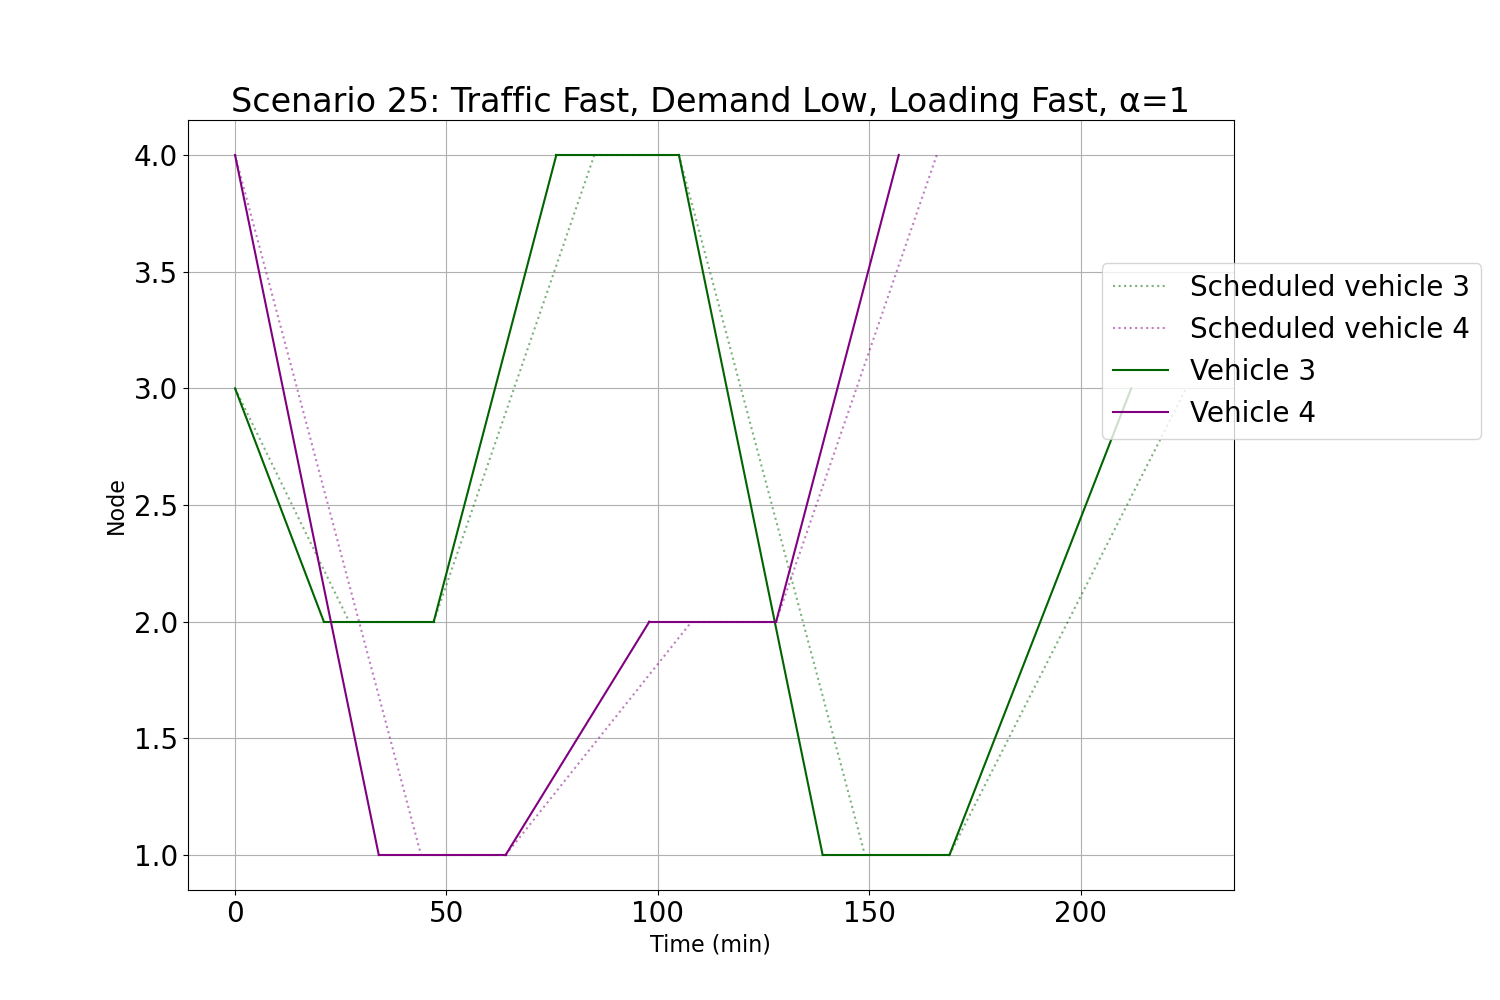 Scenario 25: Traffic Fast, Demand Low, Loading Fast, α=1
4.0
3.5
3.0
2.5
2.0
1.5
1.0
Node
0 50 100 150 200
Time (min)
Scheduled vehicle 3
Scheduled vehicle 4
Vehicle 3
Vehicle 4